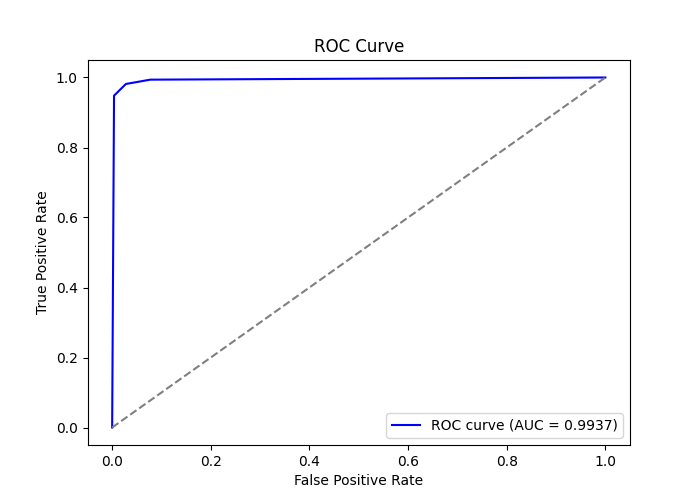 ROC Curve
1.0
0.8
0.6
0.4
0.2
0.0
True Positive Rate
ROC curve (AUC = 0.9937)
0.0 0.2 0.4 0.6 0.8 1.0
False Positive Rate